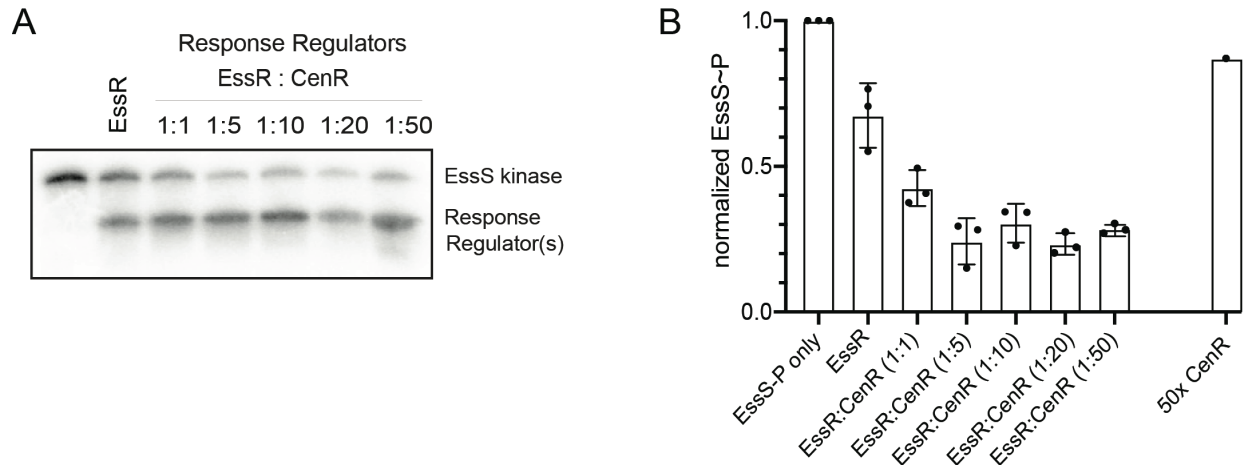 A
Response Regulators
EssR : CenR
EssR
1:1 1:5 1:10 1:20 1:50
EssS kinase
Response
Regulator(s)
B
normalized EssS~P
1.0
0.5
0.0
EssS-P only
EssR
EssR:CenR (1:1)
EssR:CenR (1:5)
EssR:CenR (1:10)
EssR:CenR (1:20)
EssR:CenR (1:50)
50x CenR